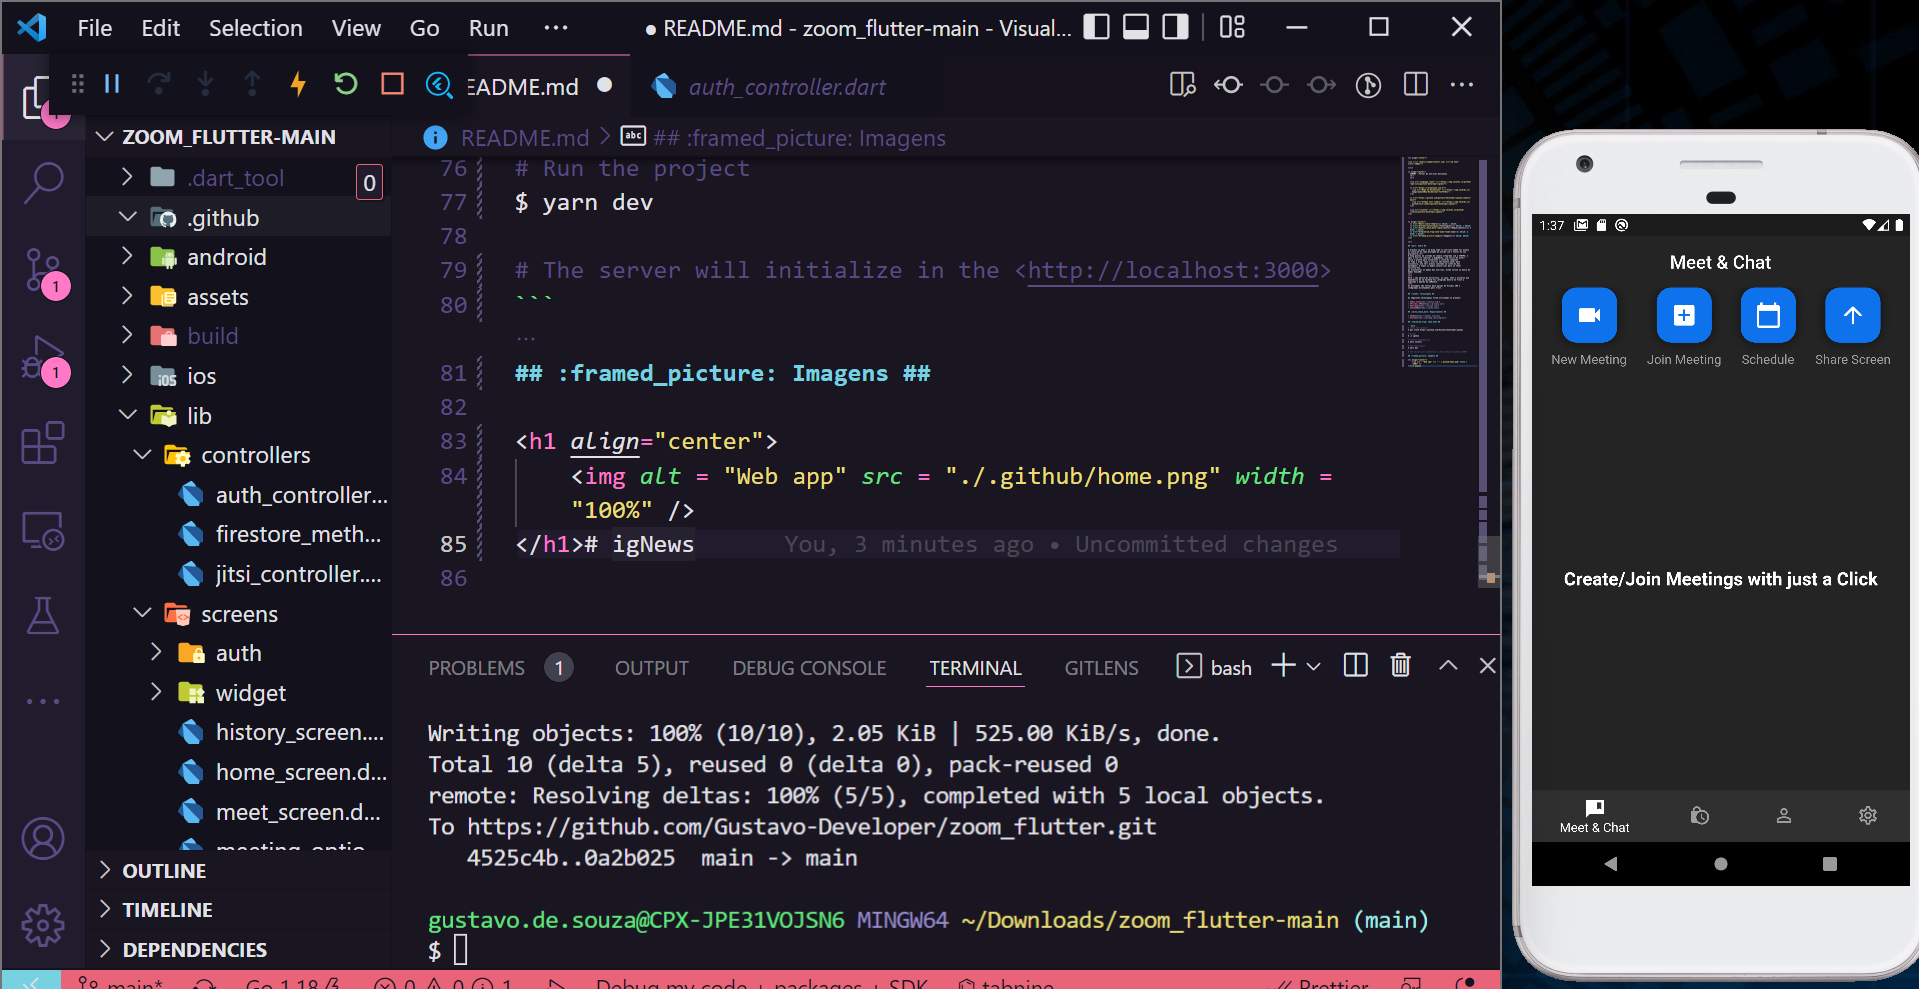 File Edit Selection View Go Run ···
● README.md - zoom_flutter-main - Visual...
EADME.md
auth_controller.dart
ZOOM_FLUTTER-MAIN
.dart_tool
0
.github
android
assets
build
ios
lib
controllers
auth_controller...
firestore_meth...
jitsi_controller....
screens
auth
widget
history_screen....
home_screen.d...
meet_screen.d...
OUTLINE
TIMELINE
DEPENDENCIES
1
1
README.md > ## :framed_picture: Imagens
76 # Run the project
77 $ yarn dev
78
79 # The server will initialize in the <http://localhost:3000>
80 ```
...
81 ## :framed_picture: Imagens ##
82
83 <h1 align="center">
84 <img alt = "Web app" src = "./.github/home.png" width =
"100%" />
85 </h1># igNews You, 3 minutes ago • Uncommitted changes
86
PROBLEMS 1 OUTPUT DEBUG CONSOLE TERMINAL GITLENS bash
Writing objects: 100% (10/10), 2.05 KiB | 525.00 KiB/s, done.
Total 10 (delta 5), reused 0 (delta 0), pack-reused 0
remote: Resolving deltas: 100% (5/5), completed with 5 local objects.
To https://github.com/Gustavo-Developer/zoom_flutter.git
4525c4b..0a2b025 main -> main
gustavo.de.souza@CPX-JPE31VOJSN6 MINGW64 ~/Downloads/zoom_flutter-main (main)
$
main* Go 1.18 0 0 1 Debug my code + packages + SDK tabnine Prettier
1:37
Meet & Chat
New Meeting Join Meeting Schedule Share Screen
Create/Join Meetings with just a Click
Meet & Chat